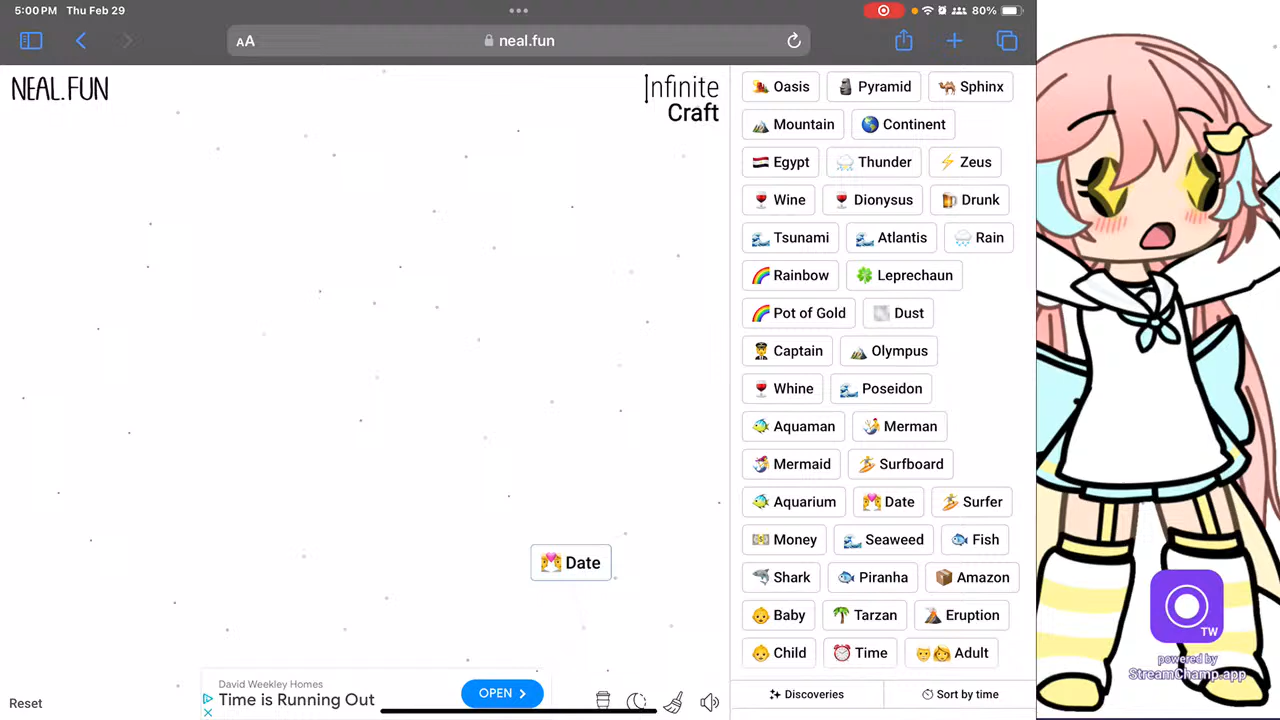 5:00 PM Thu Feb 29
80%
AA
neal.fun
NEAL.FUN
Infinite
Craft
Oasis
Pyramid
Sphinx
Mountain
Continent
Egypt
Thunder
Zeus
Wine
Dionysus
Drunk
Tsunami
Atlantis
Rain
Rainbow
Leprechaun
Pot of Gold
Dust
Captain
Olympus
Whine
Poseidon
Aquaman
Merman
Mermaid
Surfboard
Aquarium
Date
Surfer
Money
Seaweed
Fish
Date
Shark
Piranha
Amazon
Baby
Tarzan
Eruption
Child
Time
Adult
David Weekley Homes
Time is Running Out
OPEN
Reset
Discoveries
Sort by time
TW
powered by
StreamChamp.app